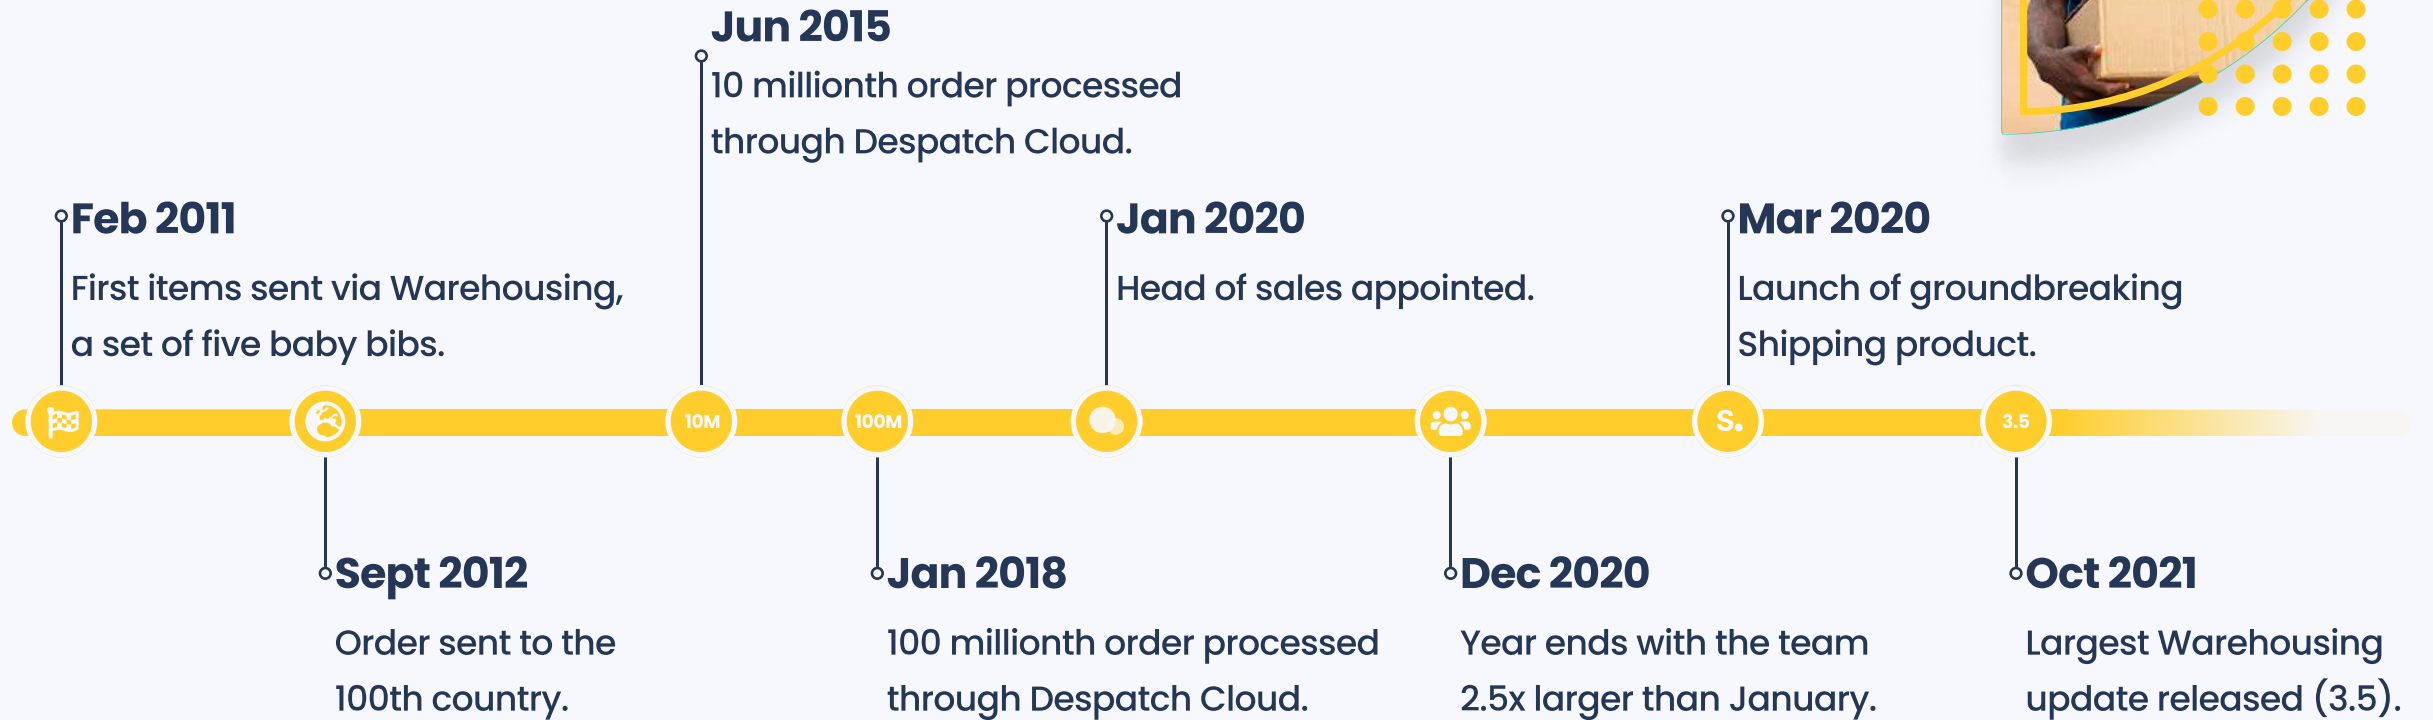 Jun 2015
10 millionth order processed
through Despatch Cloud.
Feb 2011
First items sent via Warehousing,
a set of five baby bibs.
Jan 2020
Head of sales appointed.
Mar 2020
Launch of groundbreaking
Shipping product.
10M
100M
S.
3.5
Sept 2012
Order sent to the
100th country.
Jan 2018
100 millionth order processed
through Despatch Cloud.
Dec 2020
Year ends with the team
2.5x larger than January.
Oct 2021
Largest Warehousing
update released (3.5).